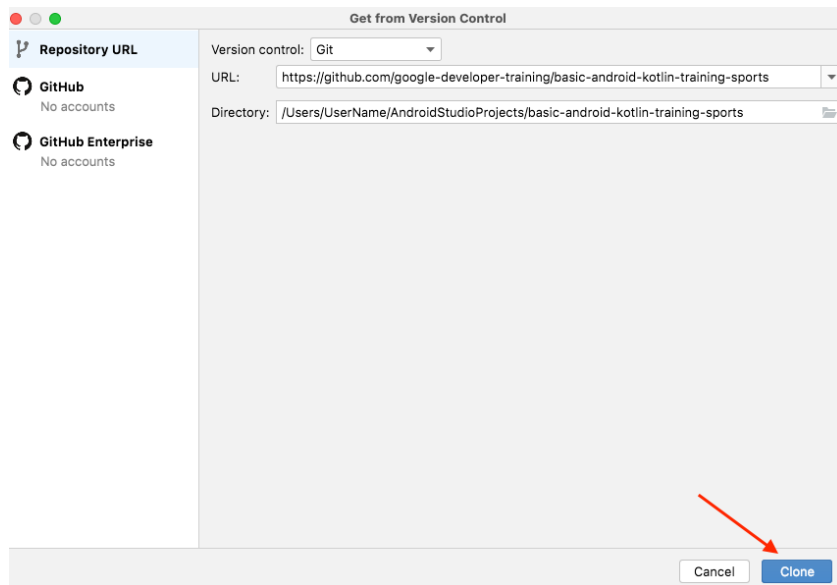 Get from Version Control
Repository URL
GitHub
No accounts
GitHub Enterprise
No accounts
Version control: Git
URL: https://github.com/google-developer-training/basic-android-kotlin-training-sports
Directory: /Users/UserName/AndroidStudioProjects/basic-android-kotlin-training-sports
Cancel Clone